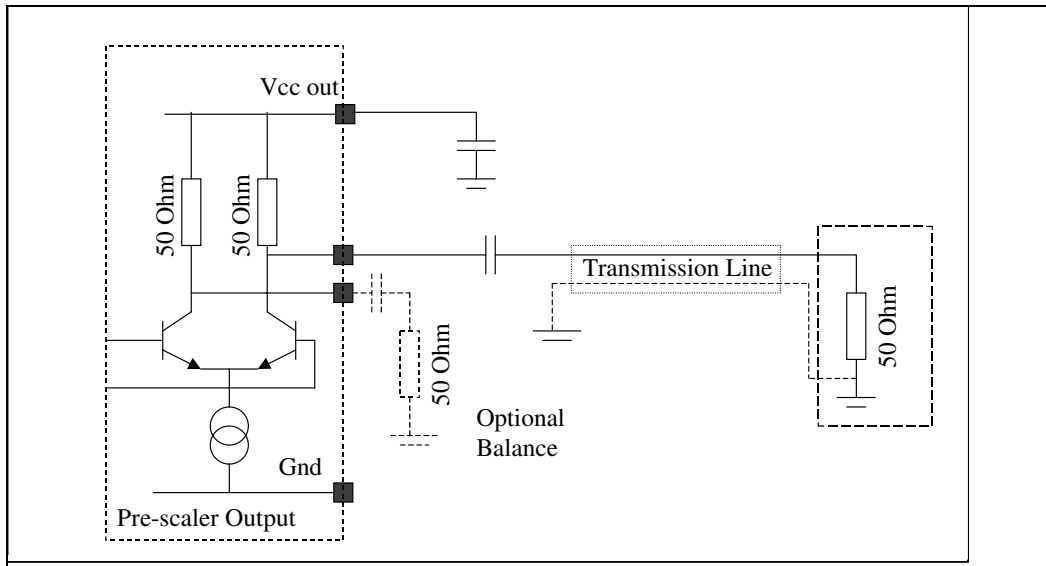 Vcc out
50 Ohm
50 Ohm
Transmission Line
50 Ohm
50 Ohm
Optional
Balance
Gnd
Pre-scaler Output